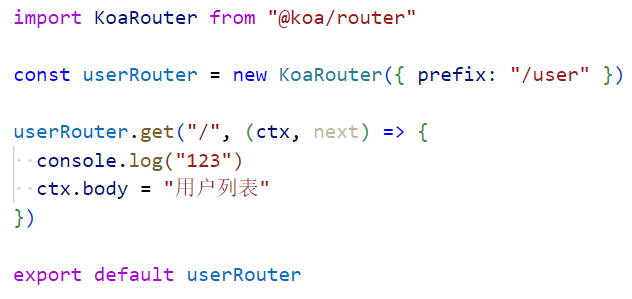 import KoaRouter from "@koa/router"
const userRouter = new KoaRouter({ prefix: "/user" })
userRouter.get("/", (ctx, next) => {
  console.log("123")
  ctx.body = "用户列表"
})
export default userRouter